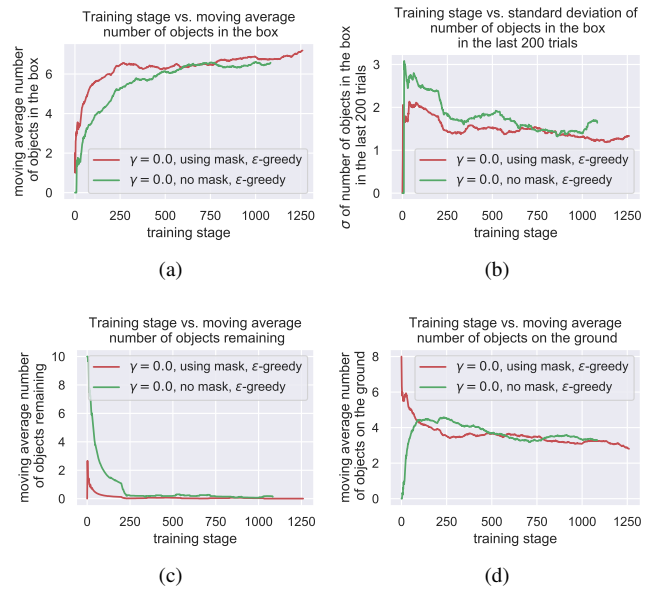 Training stage vs. moving average
number of objects in the box
moving average number
of objects in the box
6
4
2
0
γ = 0.0, using mask, ε-greedy
γ = 0.0, no mask, ε-greedy
0 250 500 750 1000 1250
training stage
(a)
Training stage vs. standard deviation of
number of objects in the box
in the last 200 trials
σ of number of objects in the box
in the last 200 trials
3
2
1
0
γ = 0.0, using mask, ε-greedy
γ = 0.0, no mask, ε-greedy
0 250 500 750 1000 1250
training stage
(b)
Training stage vs. moving average
number of objects remaining
moving average number
of objects remaining
10
8
6
4
2
0
γ = 0.0, using mask, ε-greedy
γ = 0.0, no mask, ε-greedy
0 250 500 750 1000 1250
training stage
(c)
Training stage vs. moving average
number of objects on the ground
moving average number
of objects on the ground
8
6
4
2
0
γ = 0.0, using mask, ε-greedy
γ = 0.0, no mask, ε-greedy
0 250 500 750 1000 1250
training stage
(d)